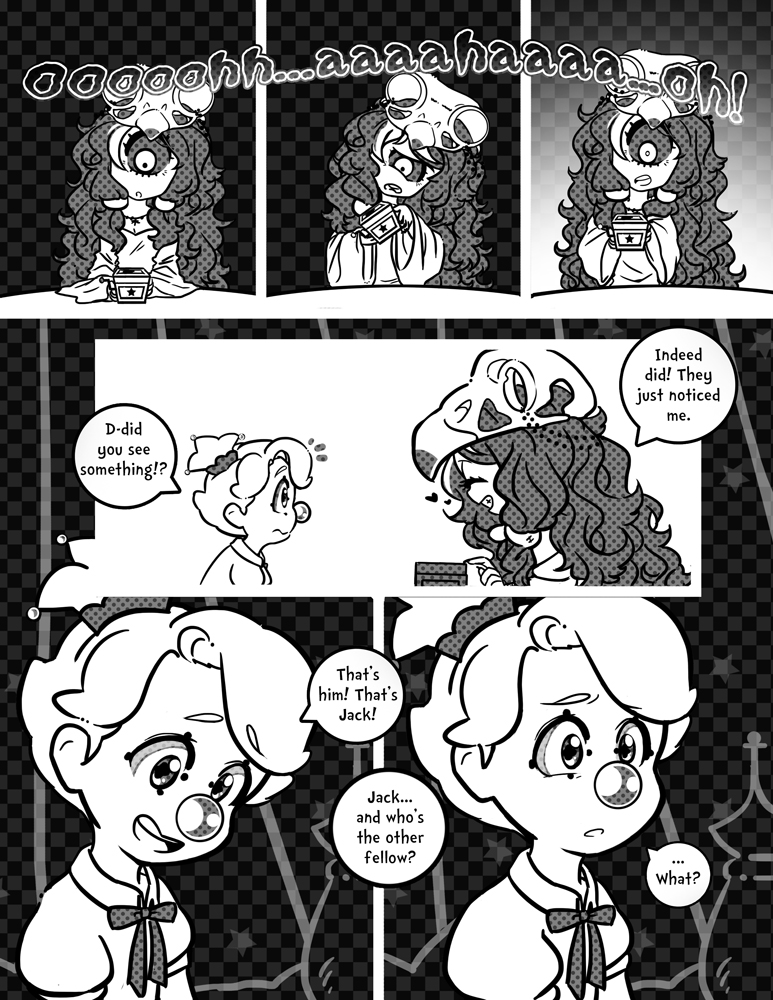 Oooooohh...aaaaahaaaaa...Oh!
D-did
you see
something!?
Indeed
did! They
just noticed
me.
That's
him! That's
Jack!
Jack...
and who's
the other
fellow?
...
What?